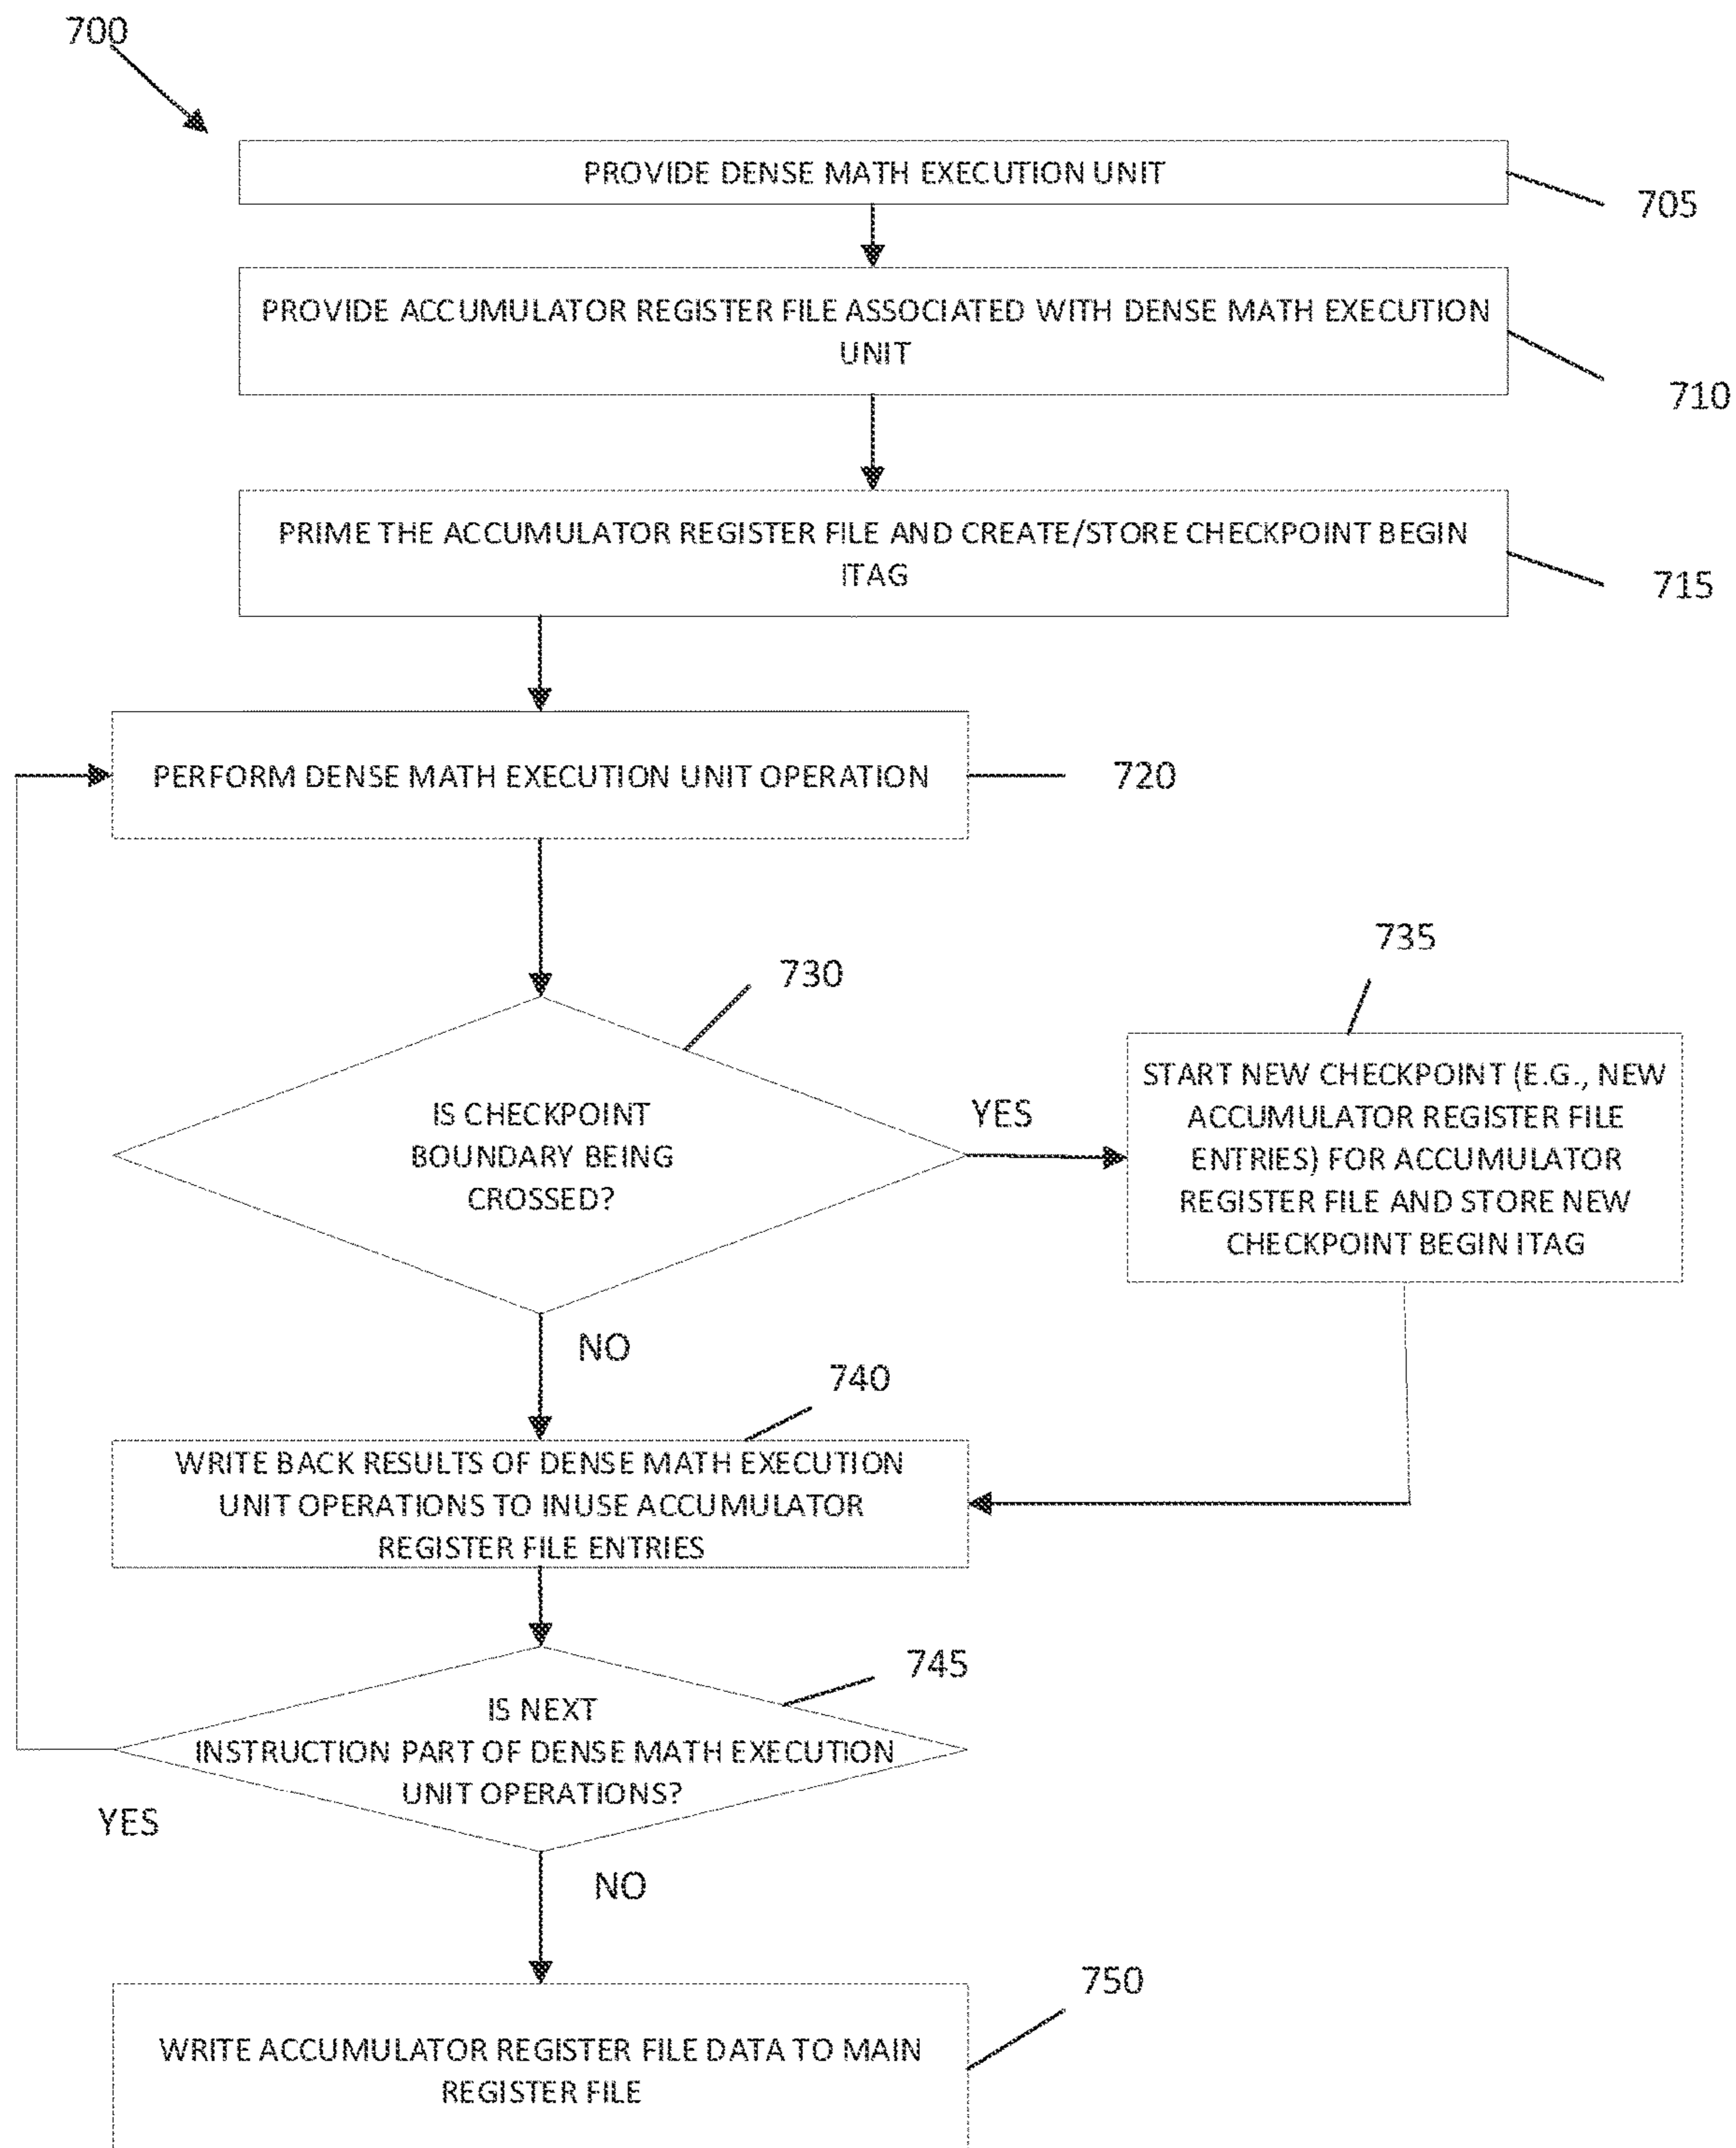 700
PROVIDE DENSE MATH EXECUTION UNIT
705
PROVIDE ACCUMULATOR REGISTER FILE ASSOCIATED WITH DENSE MATH EXECUTION
UNIT
710
PRIME THE ACCUMULATOR REGISTER FILE AND CREATE/STORE CHECKPOINT BEGIN
ITAG
715
PERFORM DENSE MATH EXECUTION UNIT OPERATION
720
730
IS CHECKPOINT
BOUNDARY BEING
CROSSED?
YES
735
START NEW CHECKPOINT (E.G., NEW
ACCUMULATOR REGISTER FILE
ENTRIES) FOR ACCUMULATOR
REGISTER FILE AND STORE NEW
CHECKPOINT BEGIN ITAG
NO
740
WRITE BACK RESULTS OF DENSE MATH EXECUTION
UNIT OPERATIONS TO INUSE ACCUMULATOR
REGISTER FILE ENTRIES
745
IS NEXT
INSTRUCTION PART OF DENSE MATH EXECUTION
UNIT OPERATIONS?
YES
NO
750
WRITE ACCUMULATOR REGISTER FILE DATA TO MAIN
REGISTER FILE